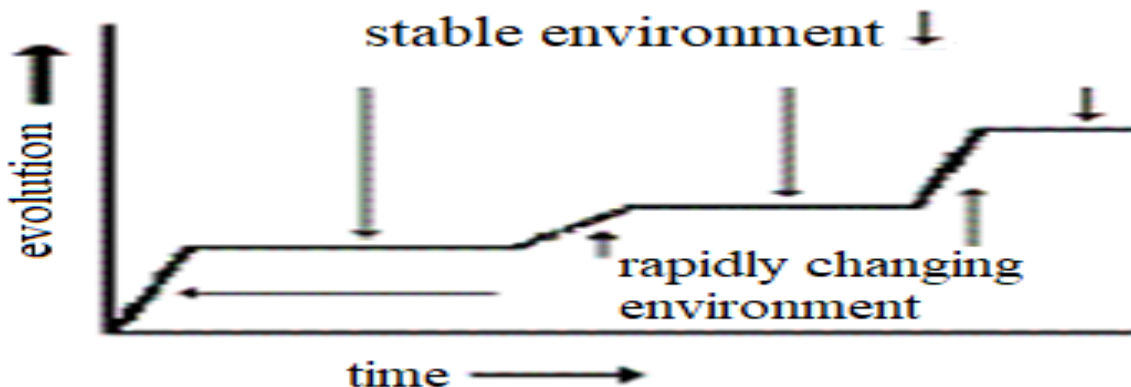 stable environment
evolution
rapidly changing
environment
time